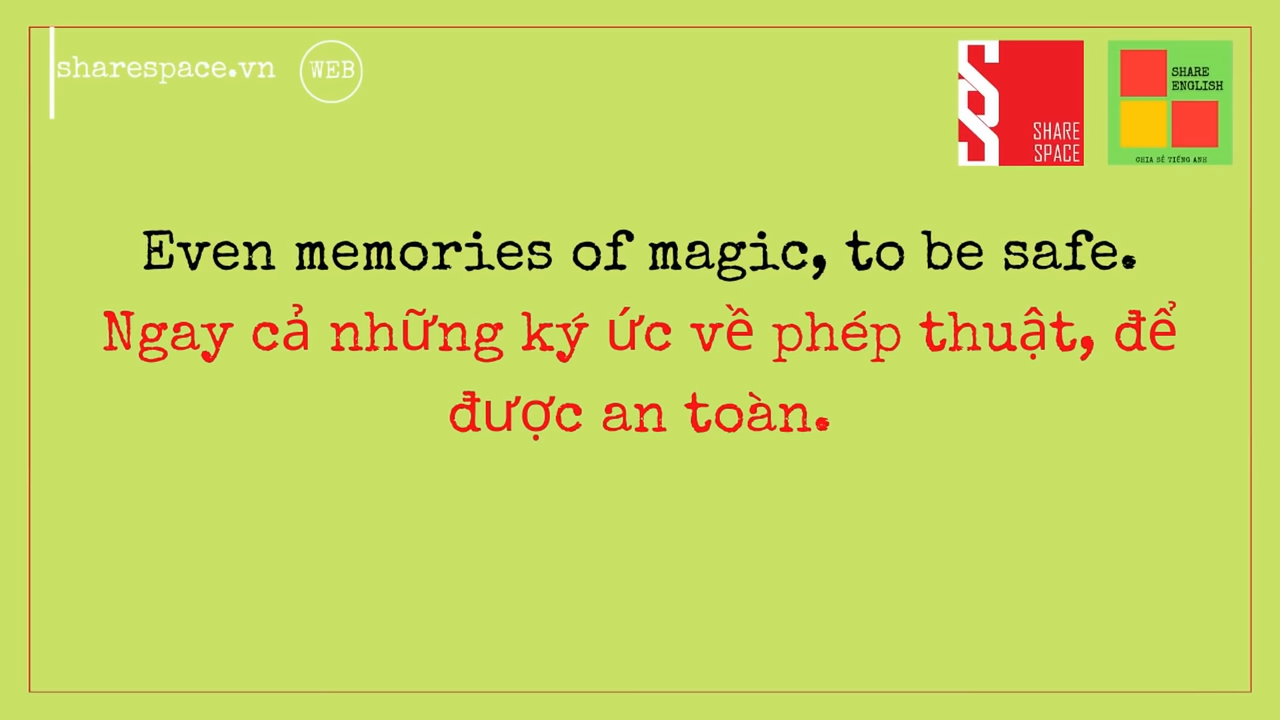 sharespace.vn
WEB
SHARE
SPACE
SHARE
ENGLISH
CHIA SẺ TIẾNG ANH
Even memories of magic, to be safe.
Ngay cả những ký ức về phép thuật, để
được an toàn.